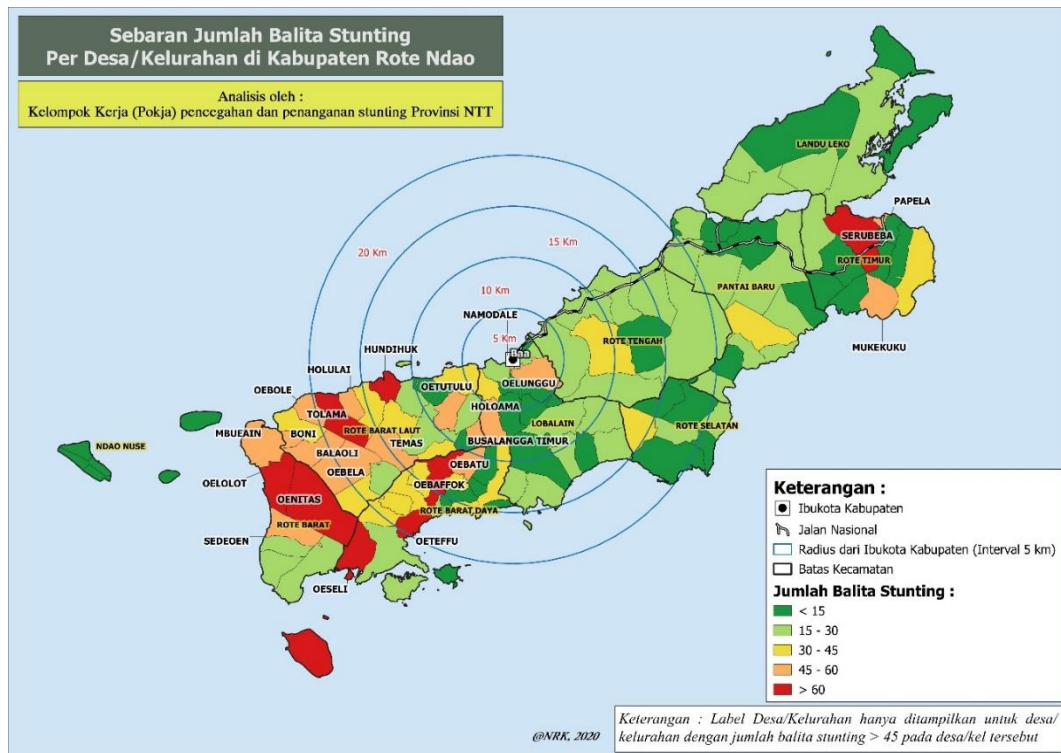 Sebaran Jumlah Balita Stunting
Per Desa/Kelurahan di Kabupaten Rote Ndao
Analisis oleh :
Kelompok Kerja (Pokja) pencegahan dan penanganan stunting Provinsi NTT
LANDU LEKO
PAPELA
SERUBEBA
ROTE TIMUR
20 Km
15 Km
PANTAI BARU
10 Km
NAMODALE
MUKEKUKU
5 Km
ROTE TENGAH
HUNDIHUK
Baa
HOLULAI
OETUTULU
OELUNGGU
OEBOLE
TOLAMA
HOLOAMA
LOBALAIN
ROTE SELATAN
MBUEAIN
BONI
ROTE BARAT LAUT
TEMAS
BUSALANGGA TIMUR
NDAO NUSE
BALAOLI
OEBATU
OEBELA
OELOLOT
OEBAFFOK
OENITAS
ROTE BARAT DAYA
ROTE BARAT
SEDEOEN
OETEFFU
OESELI
Keterangan :
Ibukota Kabupaten
Jalan Nasional
Radius dari Ibukota Kabupaten (Interval 5 km)
Batas Kecamatan
Jumlah Balita Stunting :
< 15
15 - 30
30 - 45
45 - 60
> 60
@NRK, 2020
Keterangan : Label Desa/Kelurahan hanya ditampilkan untuk desa/
kelurahan dengan jumlah balita stunting > 45 pada desa/kel tersebut